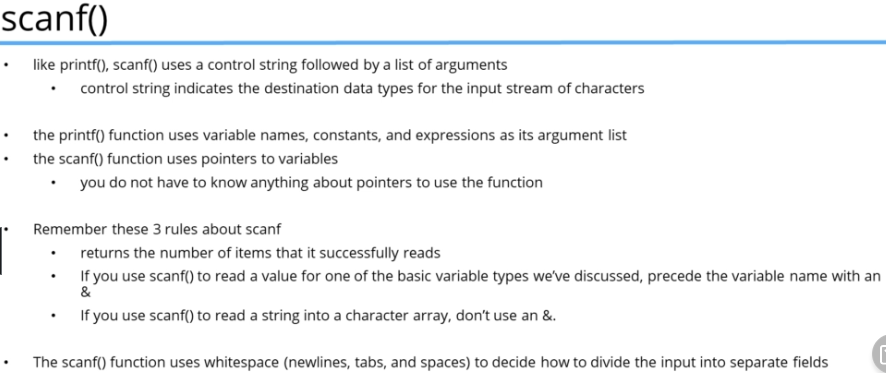 scanf()
• like printf(), scanf() uses a control string followed by a list of arguments
• control string indicates the destination data types for the input stream of characters
• the printf() function uses variable names, constants, and expressions as its argument list
• the scanf() function uses pointers to variables
• you do not have to know anything about pointers to use the function
• Remember these 3 rules about scanf
• returns the number of items that it successfully reads
• If you use scanf() to read a value for one of the basic variable types we've discussed, precede the variable name with an
&
• If you use scanf() to read a string into a character array, don't use an &.
• The scanf() function uses whitespace (newlines, tabs, and spaces) to decide how to divide the input into separate fields